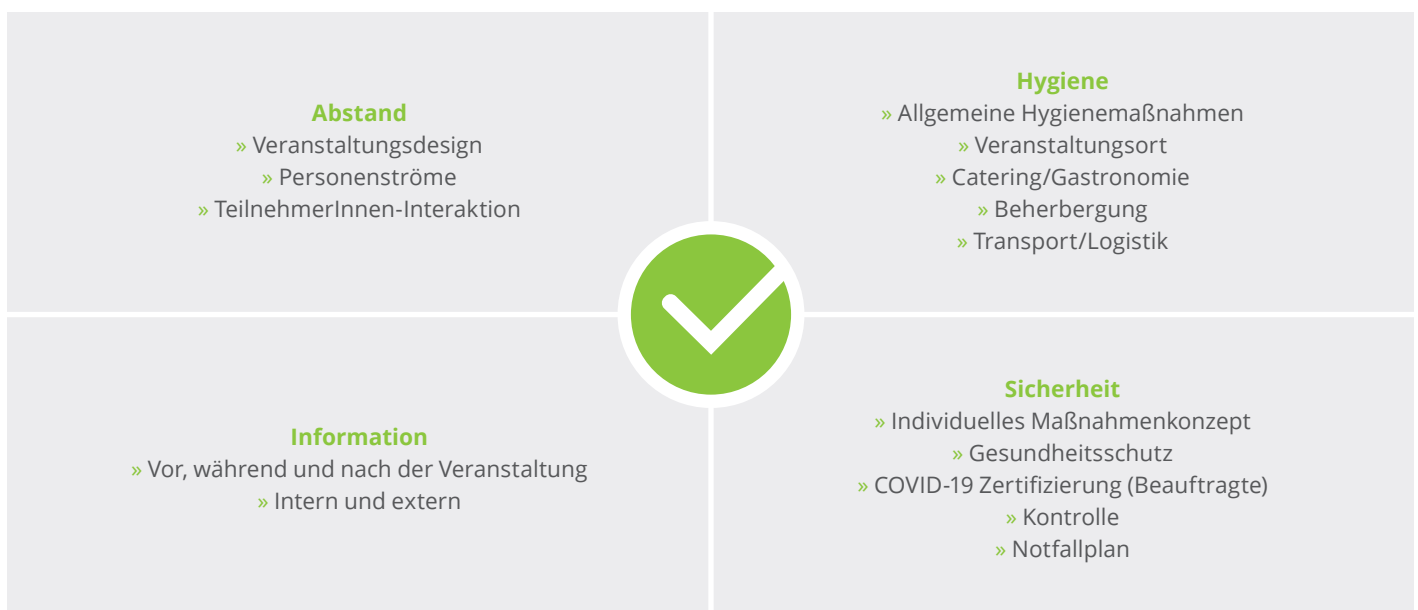 Abstand
» Veranstaltungsdesign
» Personenströme
» TeilnehmerInnen-Interaktion
Hygiene
» Allgemeine Hygienemaßnahmen
» Veranstaltungsort
» Catering/Gastronomie
» Beherbergung
» Transport/Logistik
Information
» Vor, während und nach der Veranstaltung
» Intern und extern
Sicherheit
» Individuelles Maßnahmenkonzept
» Gesundheitsschutz
» COVID-19 Zertifizierung (Beauftragte)
» Kontrolle
» Notfallplan